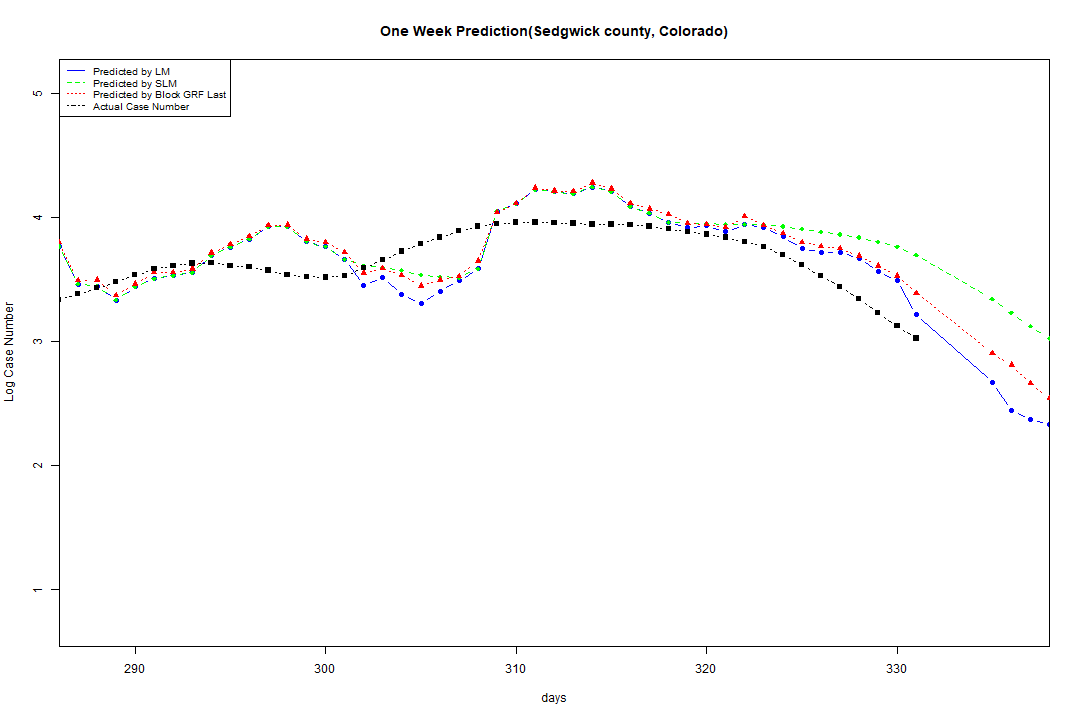 One Week Prediction(Sedgwick county, Colorado)
Predicted by LM
Predicted by SLM
Predicted by Block GRF Last
Actual Case Number
5
4
3
2
1
Log Case Number
290 300 310 320 330
days